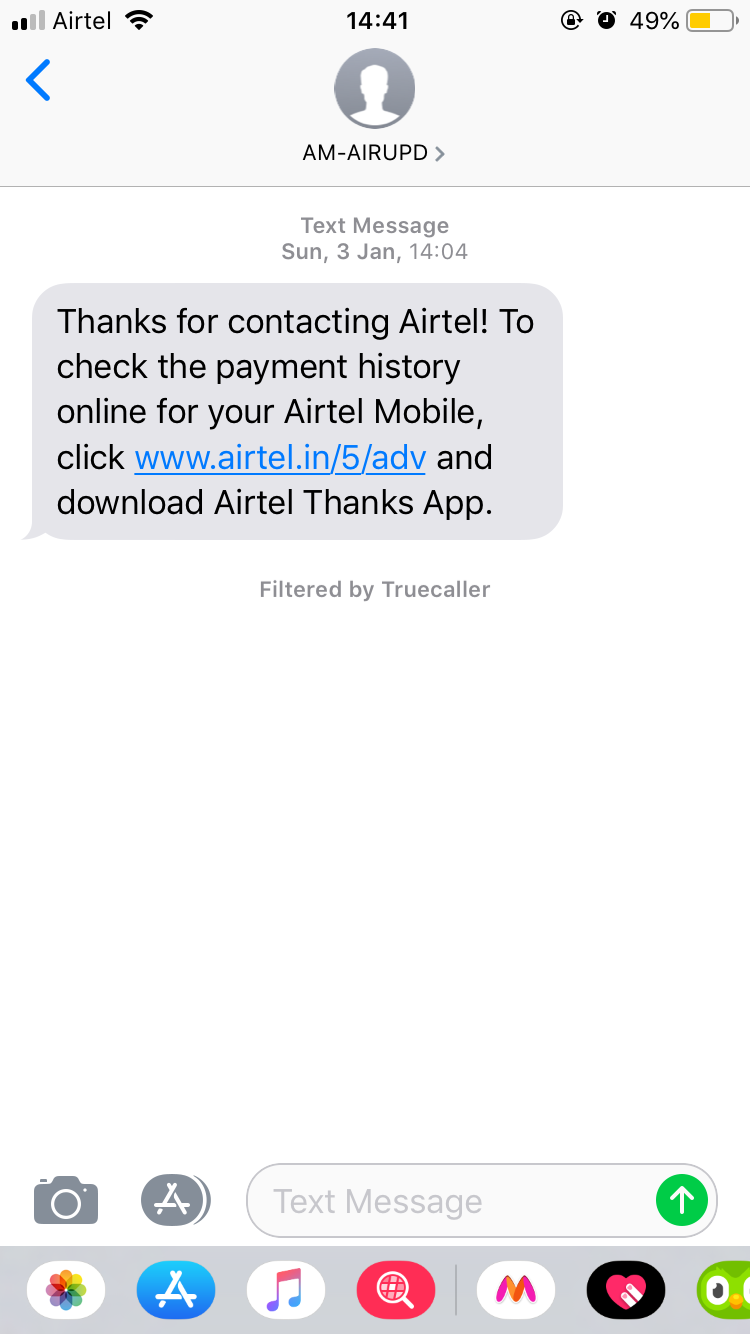 Airtel 14:41 49%
AM-AIRUPD
Text Message
Sun, 3 Jan, 14:04
Thanks for contacting Airtel! To
check the payment history
online for your Airtel Mobile,
click www.airtel.in/5/adv and
download Airtel Thanks App.
Filtered by Truecaller
Text Message